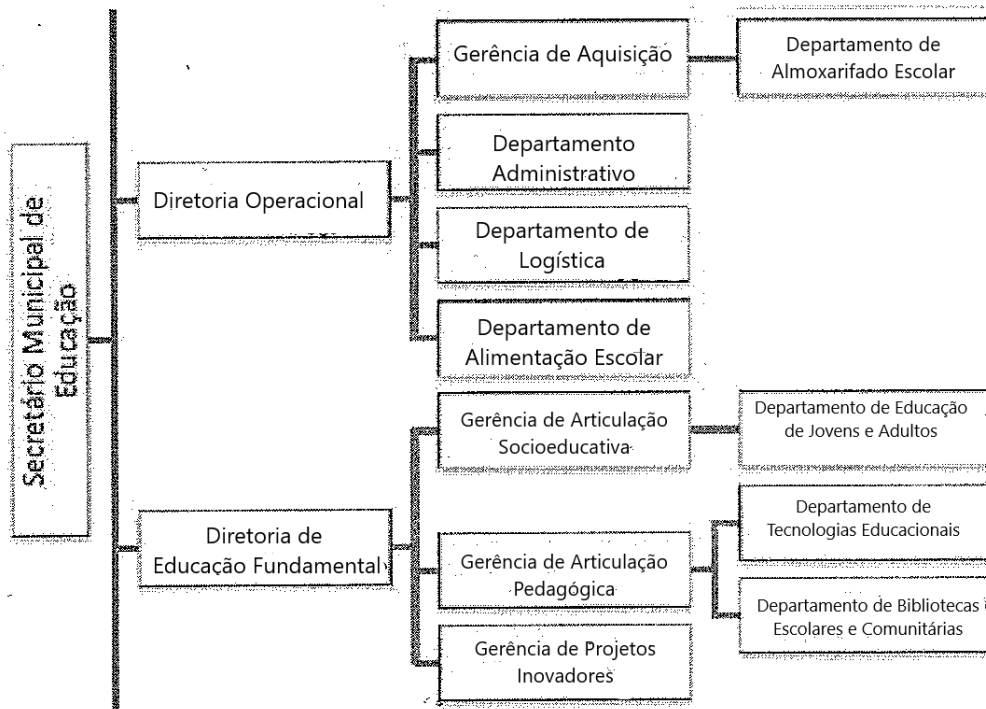 Secretário Municipal de
Educação
Diretoria Operacional
Gerência de Aquisição
Departamento de
Almoxarifado Escolar
Departamento
Administrativo
Departamento de
Logística
Departamento de
Alimentação Escolar
Diretoria de
Educação Fundamental
Gerência de Articulação
Socioeducativa
Departamento de Educação
de Jovens e Adultos
Gerência de Articulação
Pedagógica
Departamento de
Tecnologias Educacionais
Departamento de Bibliotecas
Escolares e Comunitárias
Gerência de Projetos
Inovadores